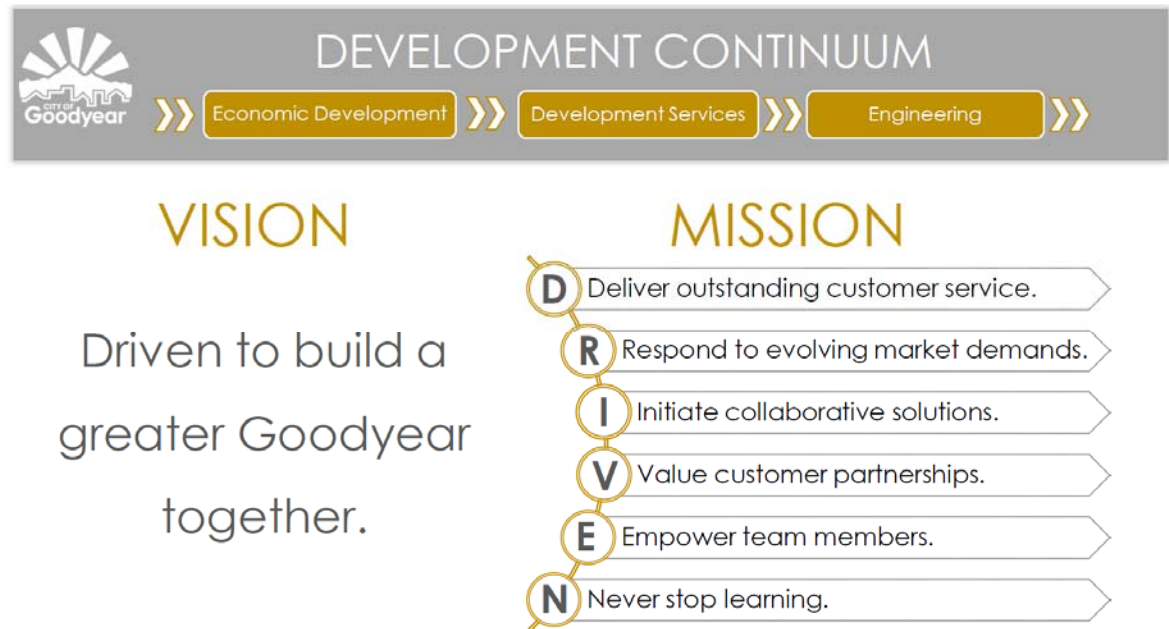 DEVELOPMENT CONTINUUM
CITY OF
Goodyear
Economic Development
Development Services
Engineering
VISION
Driven to build a
greater Goodyear
together.
MISSION
D Deliver outstanding customer service.
R Respond to evolving market demands.
I Initiate collaborative solutions.
V Value customer partnerships.
E Empower team members.
N Never stop learning.